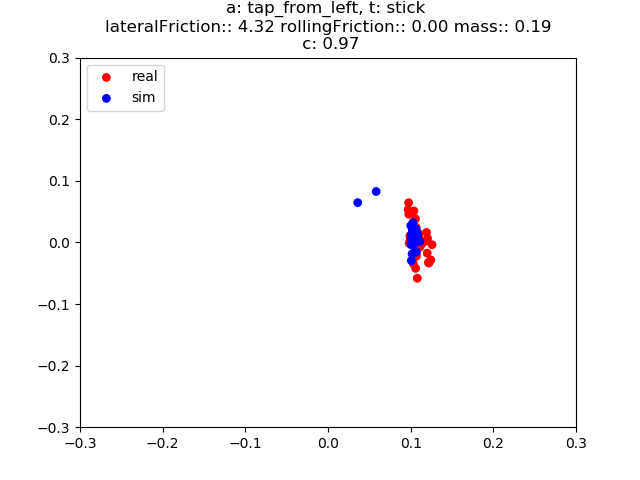 a: tap_from_left, t: stick
lateralFriction:: 4.32 rollingFriction:: 0.00 mass:: 0.19
c: 0.97
real
sim
0.3
0.2
0.1
0.0
−0.1
−0.2
−0.3
−0.3
−0.2
−0.1
0.0
0.1
0.2
0.3